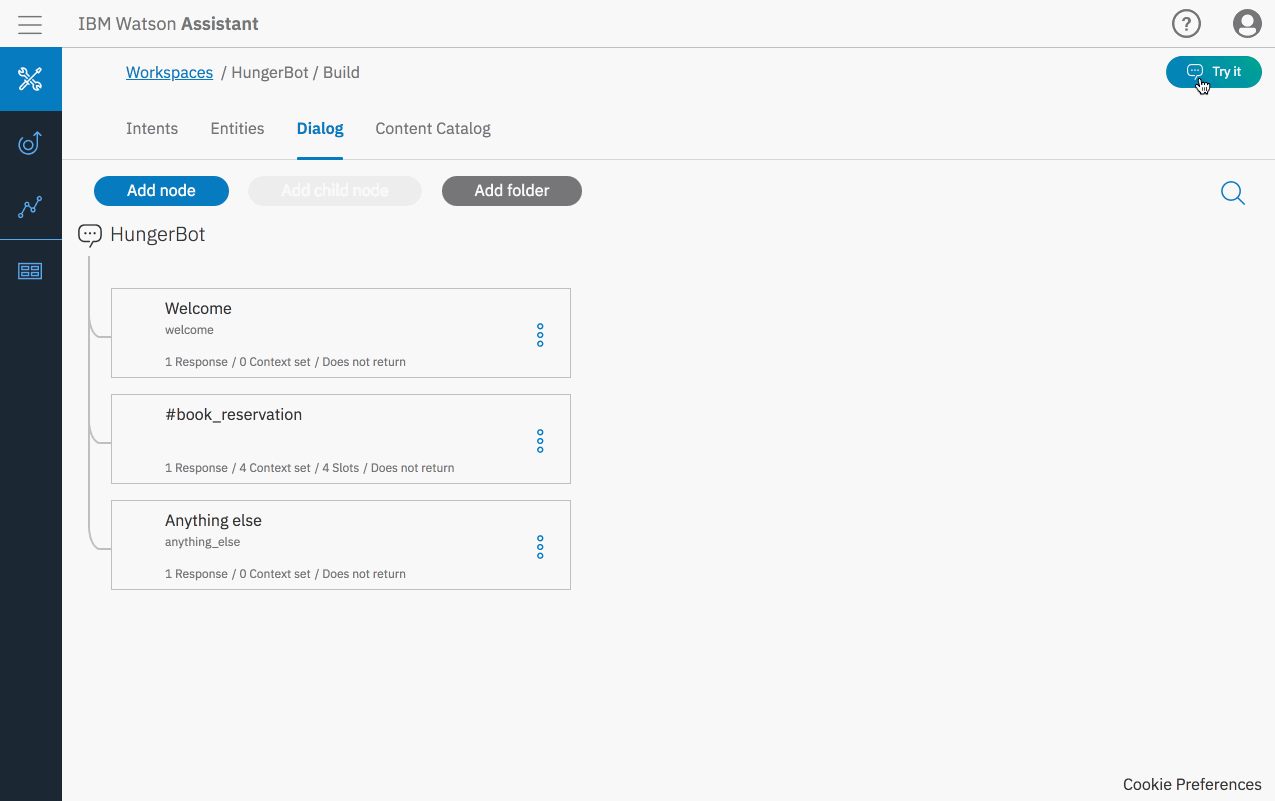 IBM Watson Assistant
?
Workspaces / HungerBot / Build
Try it
Intents Entities Dialog Content Catalog
Add node Add child node Add folder
HungerBot
Welcome
welcome
1 Response / 0 Context set / Does not return
#book_reservation
1 Response / 4 Context set / 4 Slots / Does not return
Anything else
anything_else
1 Response / 0 Context set / Does not return
Cookie Preferences